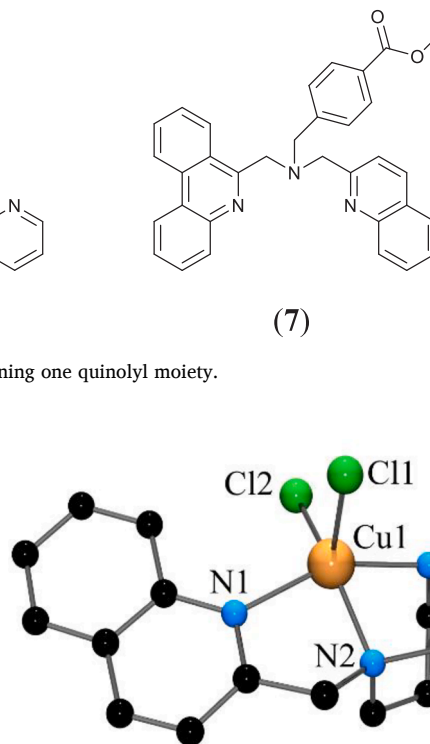 O
O
N
N
N
N
(7)
ning one quinolyl moiety.
Cl2
Cl1
Cu1
N1
N2